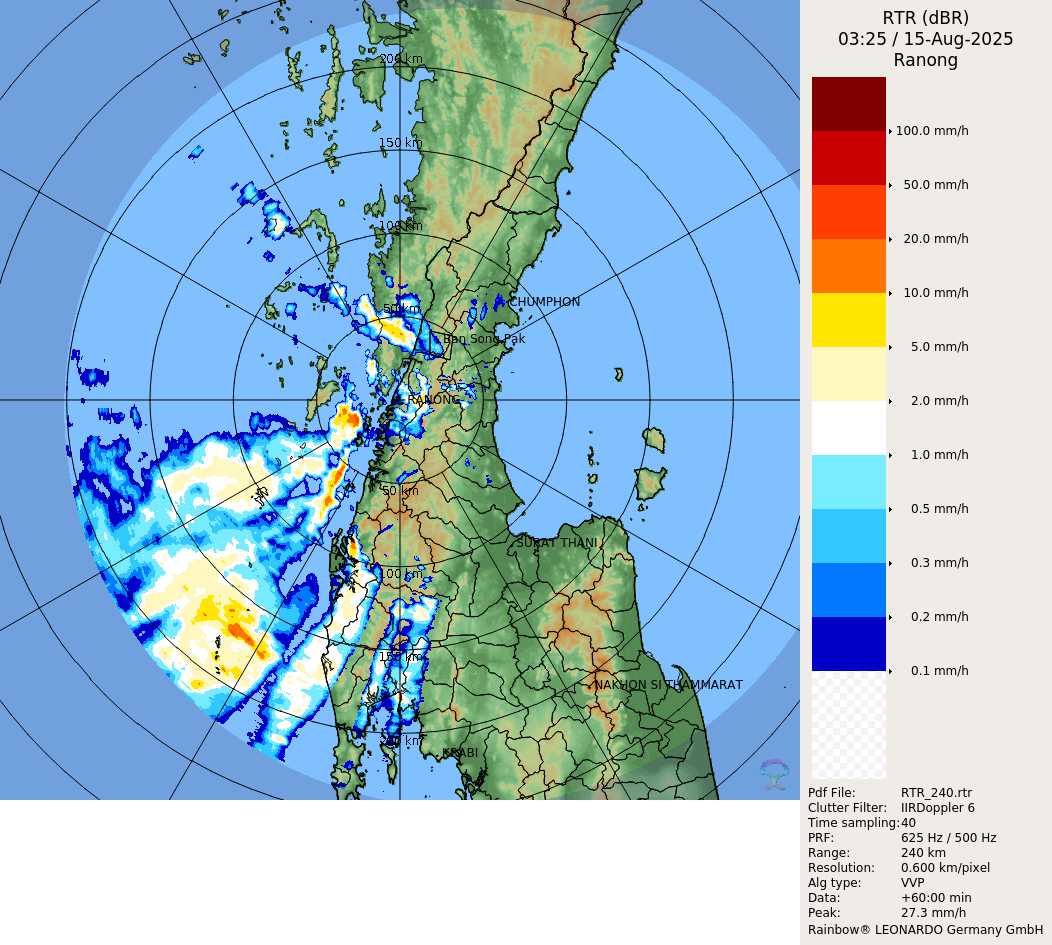 RTR (dBR)
03:25 / 15-Aug-2025
Ranong
100.0 mm/h
50.0 mm/h
20.0 mm/h
10.0 mm/h
5.0 mm/h
2.0 mm/h
1.0 mm/h
0.5 mm/h
0.3 mm/h
0.2 mm/h
0.1 mm/h
200 km
150 km
100 km
50 km
CHUMPHON
Ban Song Pak
RANONG
50 km
SURAT THANI
100 km
150 km
NAKHON SI THAMMARAT
200 km
KRABI
Pdf File: RTR_240.rtr
Clutter Filter: IIRDoppler 6
Time sampling:40
PRF: 625 Hz / 500 Hz
Range: 240 km
Resolution: 0.600 km/pixel
Alg type: VVP
Data: +60:00 min
Peak: 27.3 mm/h
Rainbow® LEONARDO Germany GmbH